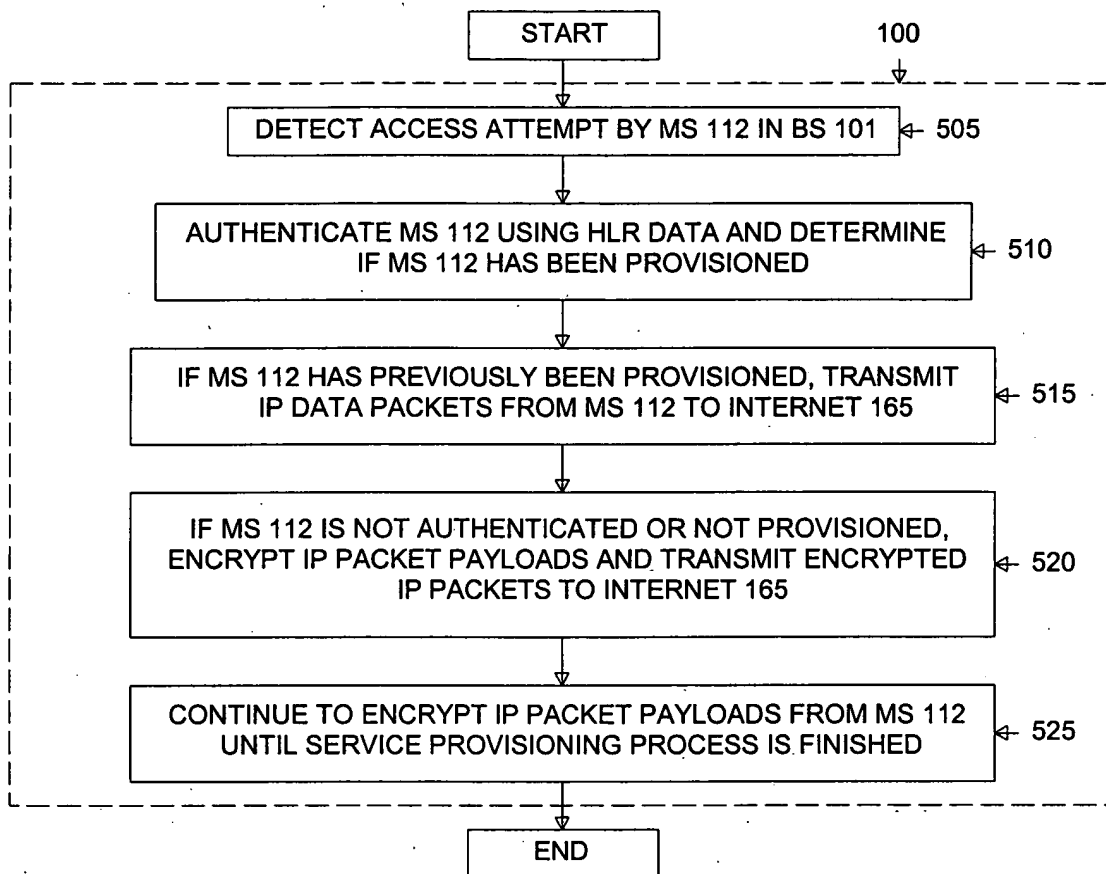 START
100
DETECT ACCESS ATTEMPT BY MS 112 IN BS 101
505
AUTHENTICATE MS 112 USING HLR DATA AND DETERMINE
IF MS 112 HAS BEEN PROVISIONED
510
IF MS 112 HAS PREVIOUSLY BEEN PROVISIONED, TRANSMIT
IP DATA PACKETS FROM MS 112 TO INTERNET 165
515
IF MS 112 IS NOT AUTHENTICATED OR NOT PROVISIONED,
ENCRYPT IP PACKET PAYLOADS AND TRANSMIT ENCRYPTED
IP PACKETS TO INTERNET 165
520
CONTINUE TO ENCRYPT IP PACKET PAYLOADS FROM MS 112
UNTIL SERVICE PROVISIONING PROCESS IS FINISHED
525
END